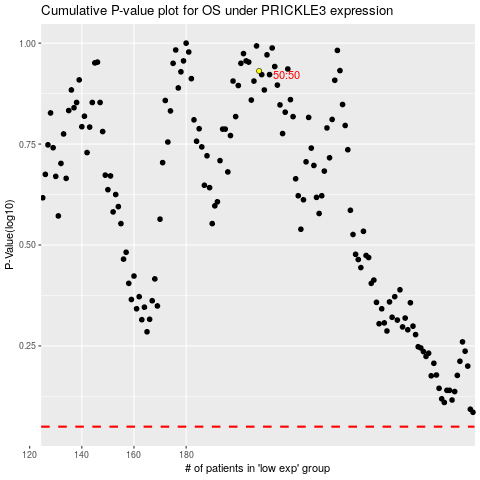 Cumulative P-value plot for OS under PRICKLE3 expression
P-Value(log10)
1.00
0.75
0.50
0.25
50:50
120 140 160 180
# of patients in 'low exp' group